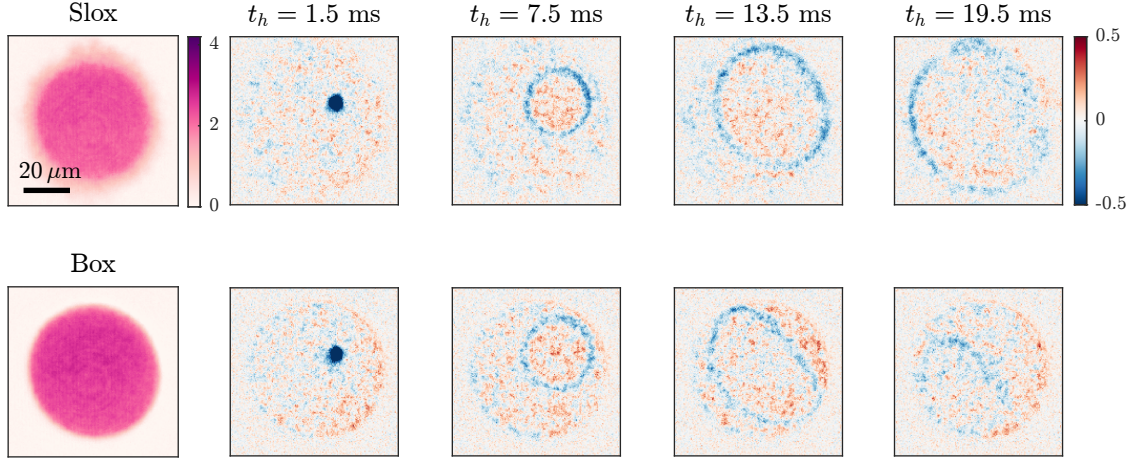 Slox
t_h = 1.5 ms
t_h = 7.5 ms
t_h = 13.5 ms
t_h = 19.5 ms
4
2
0
20 μm
0.5
0
-0.5
Box